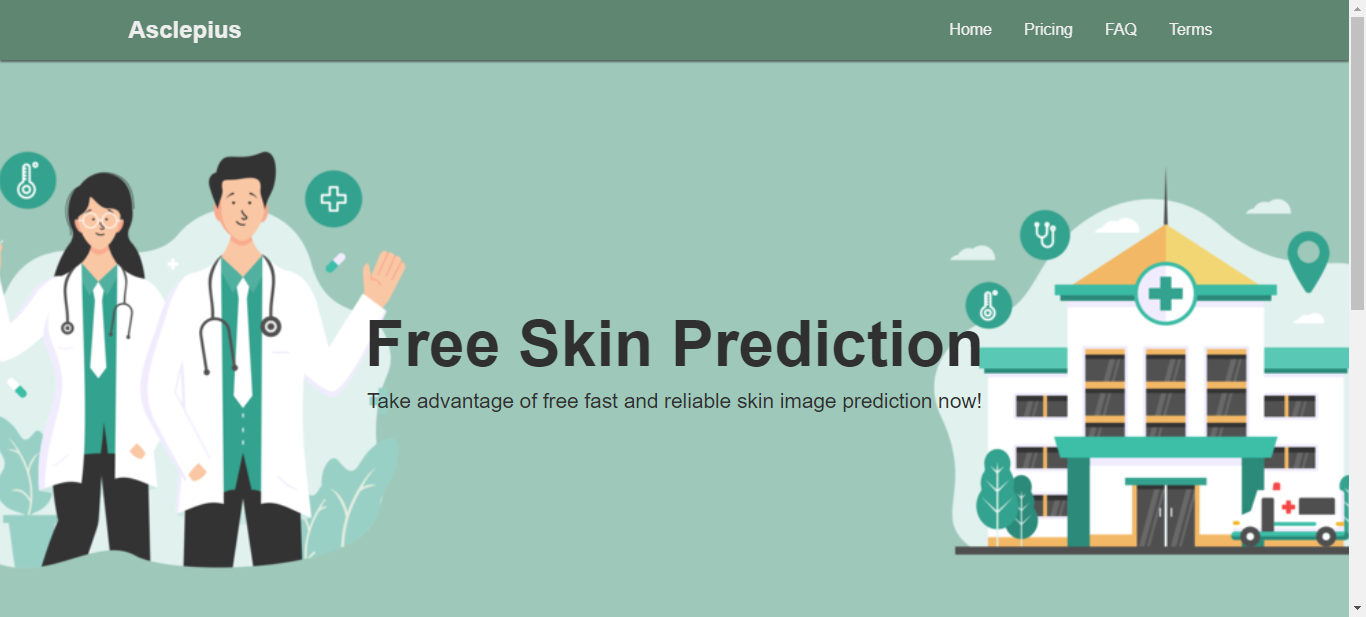 Asclepius
Home
Pricing
FAQ
Terms
Free Skin Prediction
Take advantage of free fast and reliable skin image prediction now!